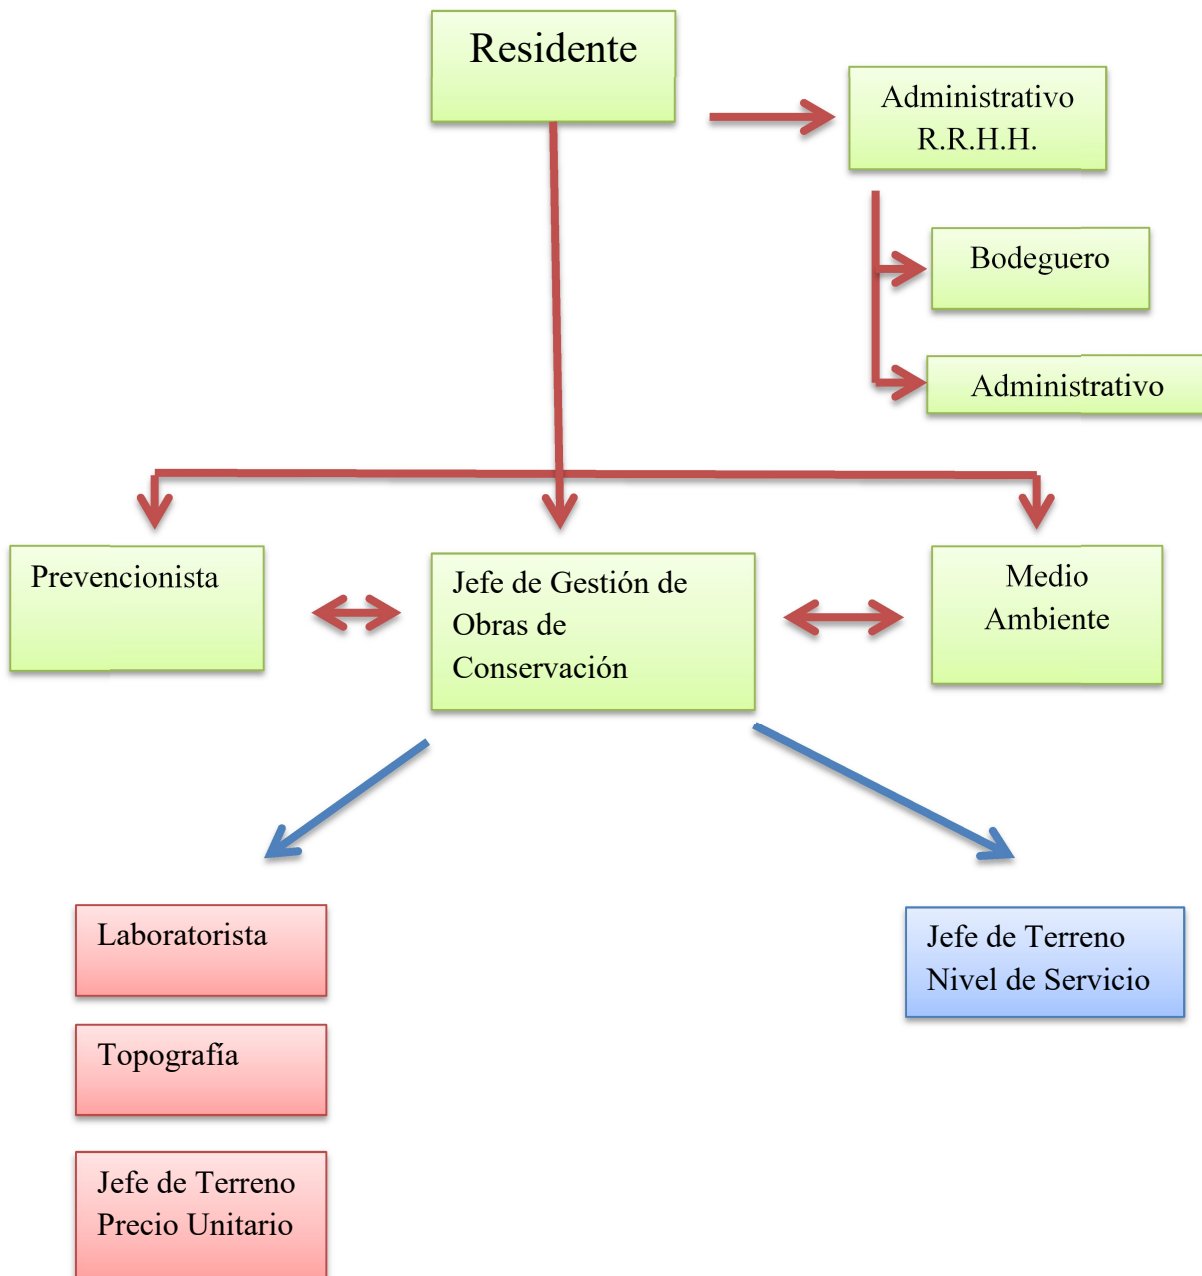 Residente
Administrativo
R.R.H.H.
Bodeguero
Administrativo
Prevencionista
Jefe de Gestión de
Obras de
Conservación
Medio
Ambiente
Laboratorista
Topografía
Jefe de Terreno
Precio Unitario
Jefe de Terreno
Nivel de Servicio